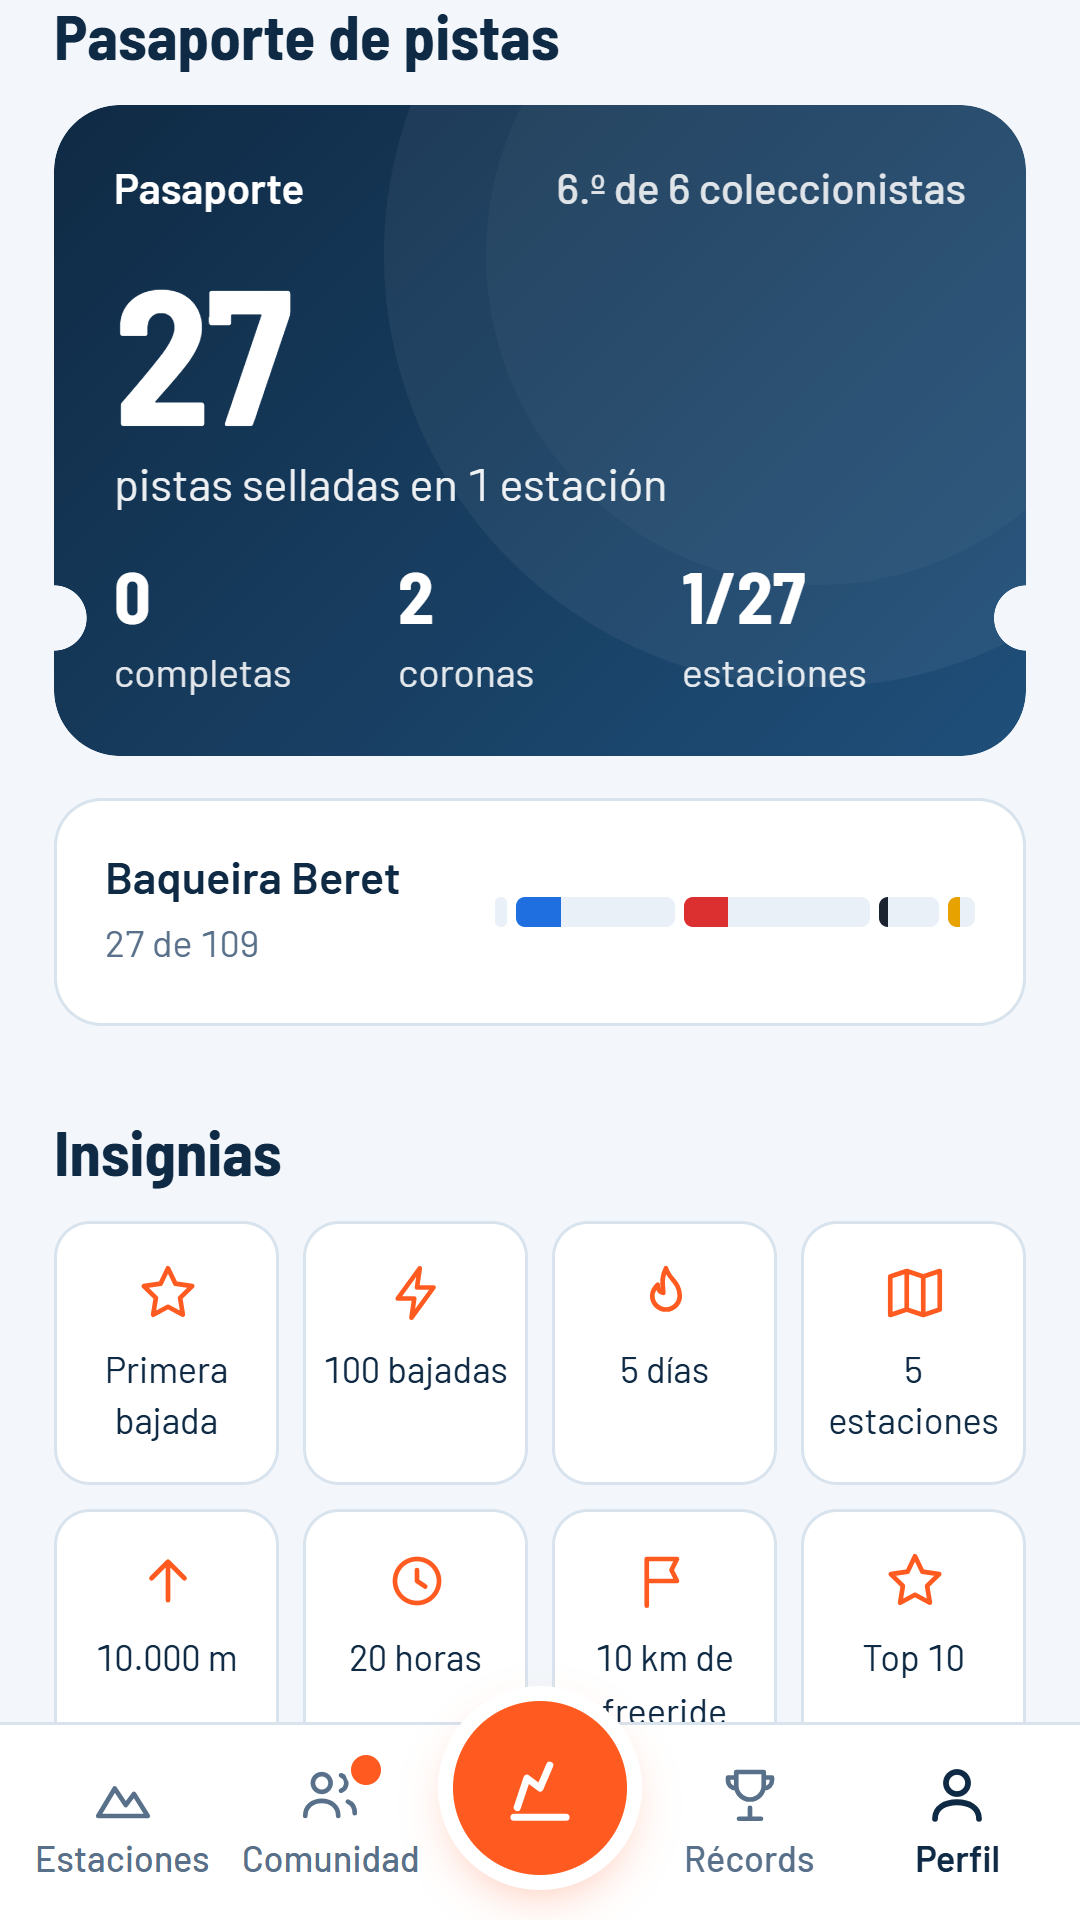 Pasaporte de pistas
Pasaporte
6.º de 6 coleccionistas
27
pistas selladas en 1 estación
0
2
1/27
completas
coronas
estaciones
Baqueira Beret
27 de 109
Insignias
Primera
bajada
100 bajadas
5 días
5
estaciones
10.000 m
20 horas
10 km de
freeride
Top 10
Estaciones
Comunidad
Récords
Perfil